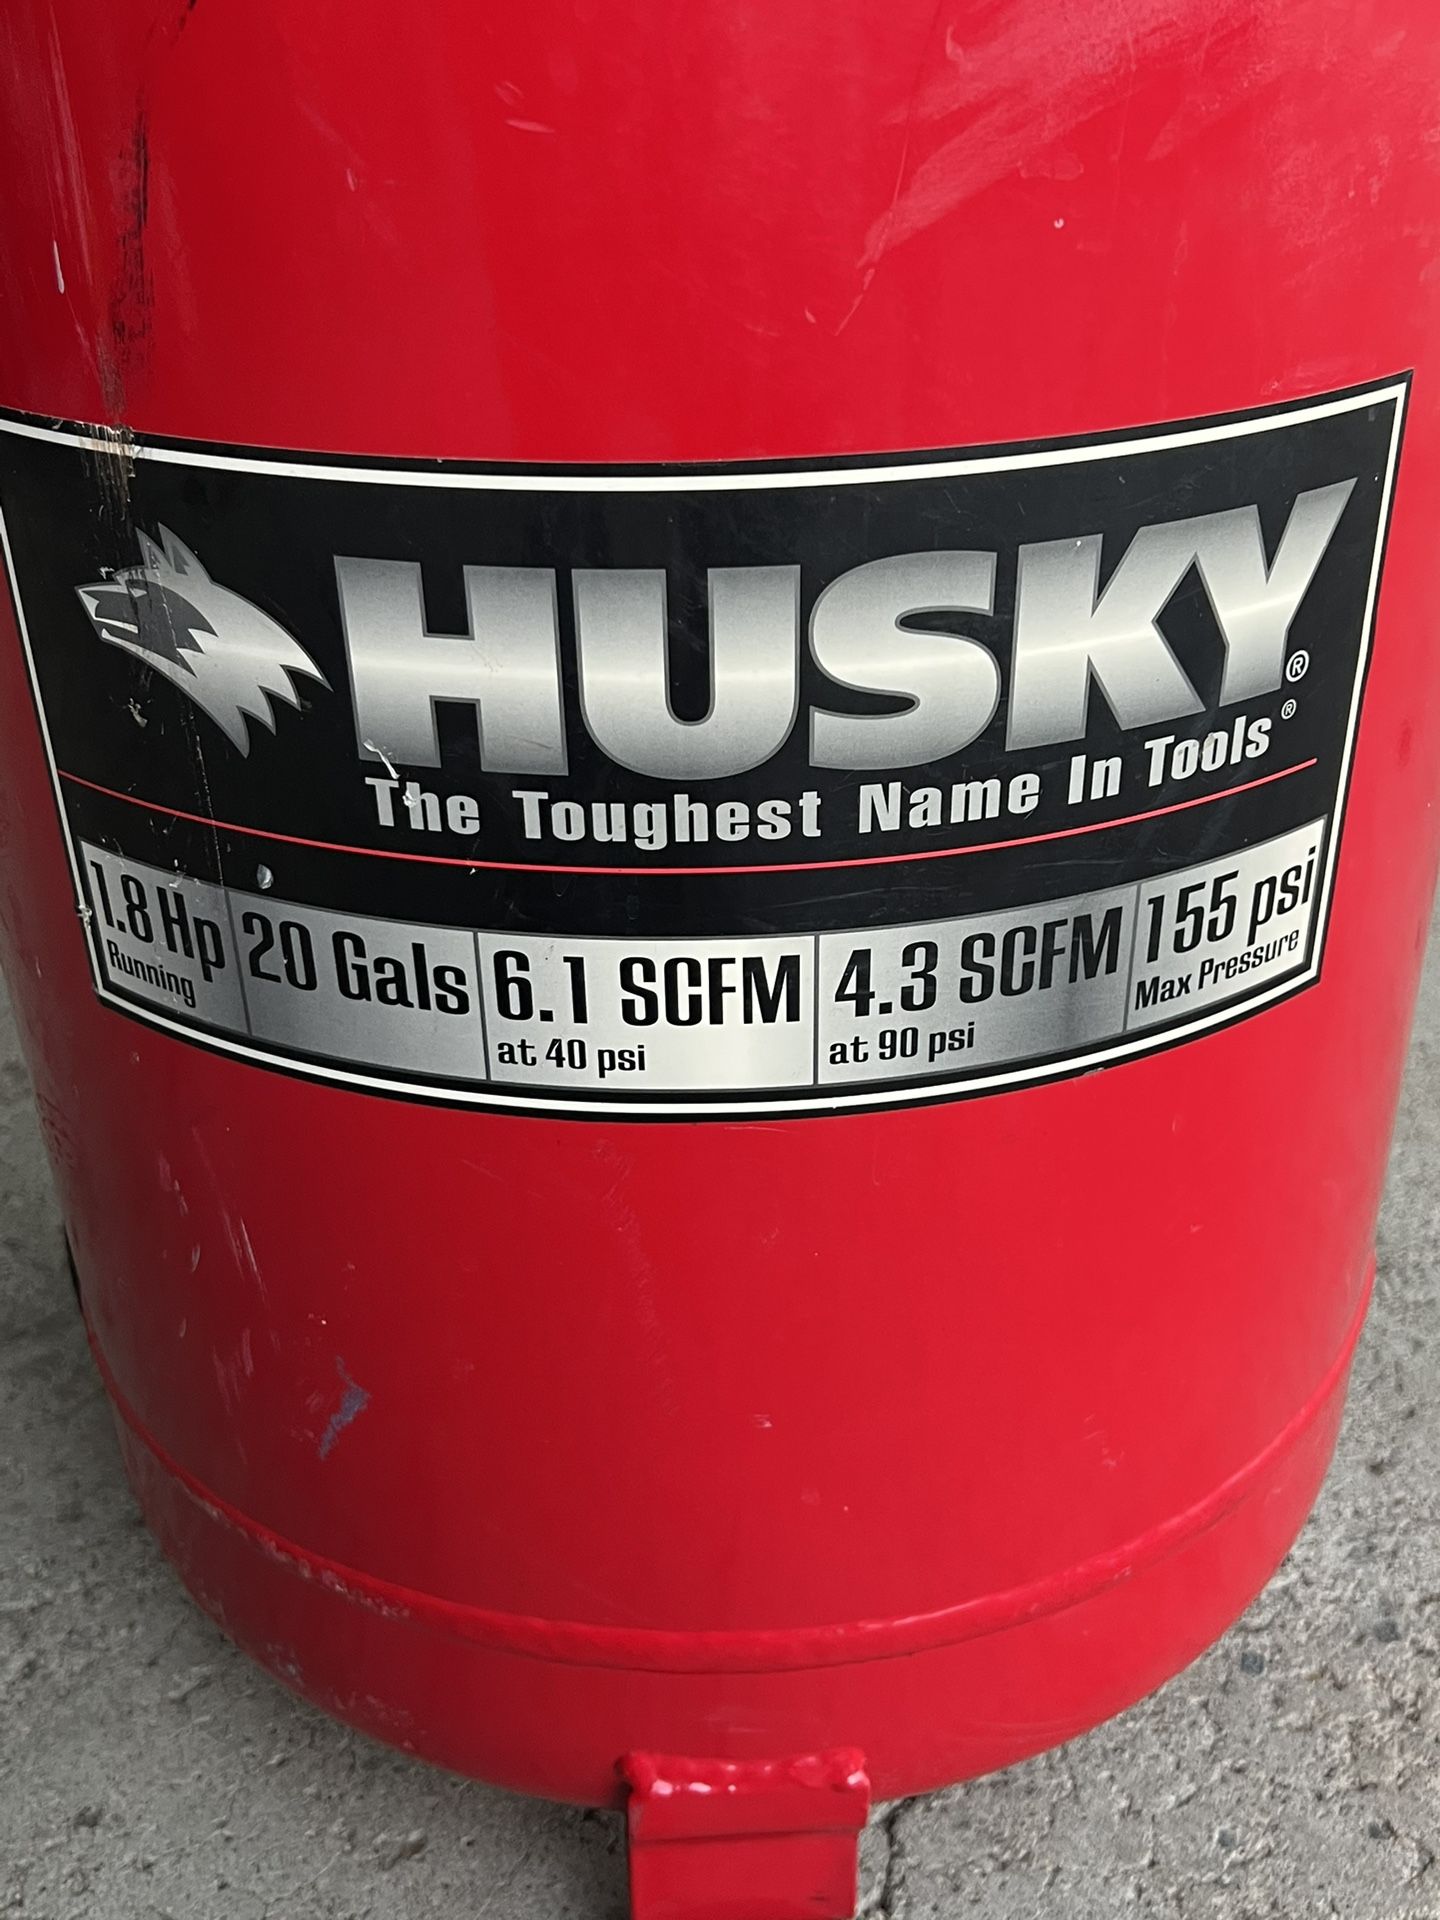 HUSKY®
The Toughest Name In Tools®
1.8 Hp
Running
20 Gals
6.1 SCFM
at 40 psi
4.3 SCFM
at 90 psi
155 psi
Max Pressure